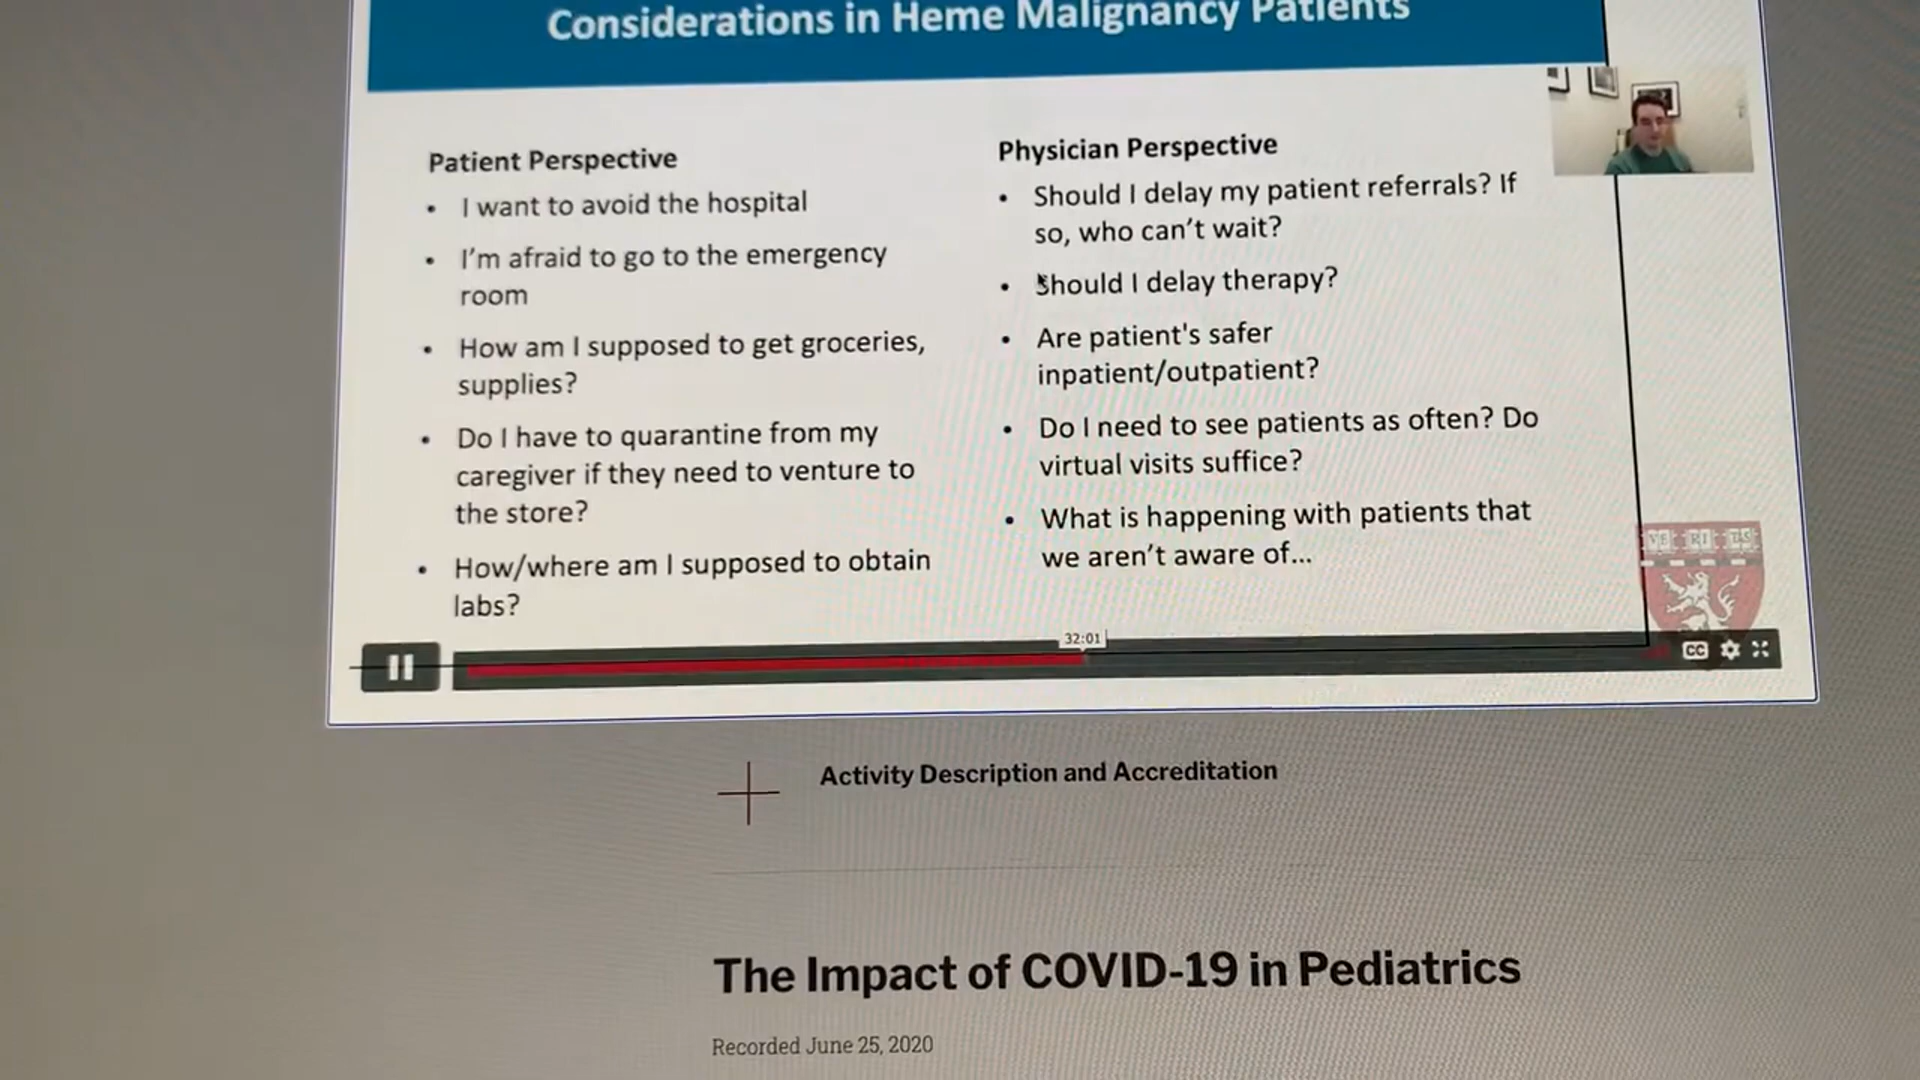 Considerations in Heme Malignancy Patients
Patient Perspective
• I want to avoid the hospital
• I'm afraid to go to the emergency
room
• How am I supposed to get groceries,
supplies?
• Do I have to quarantine from my
caregiver if they need to venture to
the store?
• How/where am I supposed to obtain
labs?
Physician Perspective
• Should I delay my patient referrals? If
so, who can't wait?
• Should I delay therapy?
• Are patient's safer
inpatient/outpatient?
• Do I need to see patients as often? Do
virtual visits suffice?
• What is happening with patients that
we aren't aware of...
VE RI TAS
32:01
CC
Activity Description and Accreditation
The Impact of COVID-19 in Pediatrics
Recorded June 25, 2020